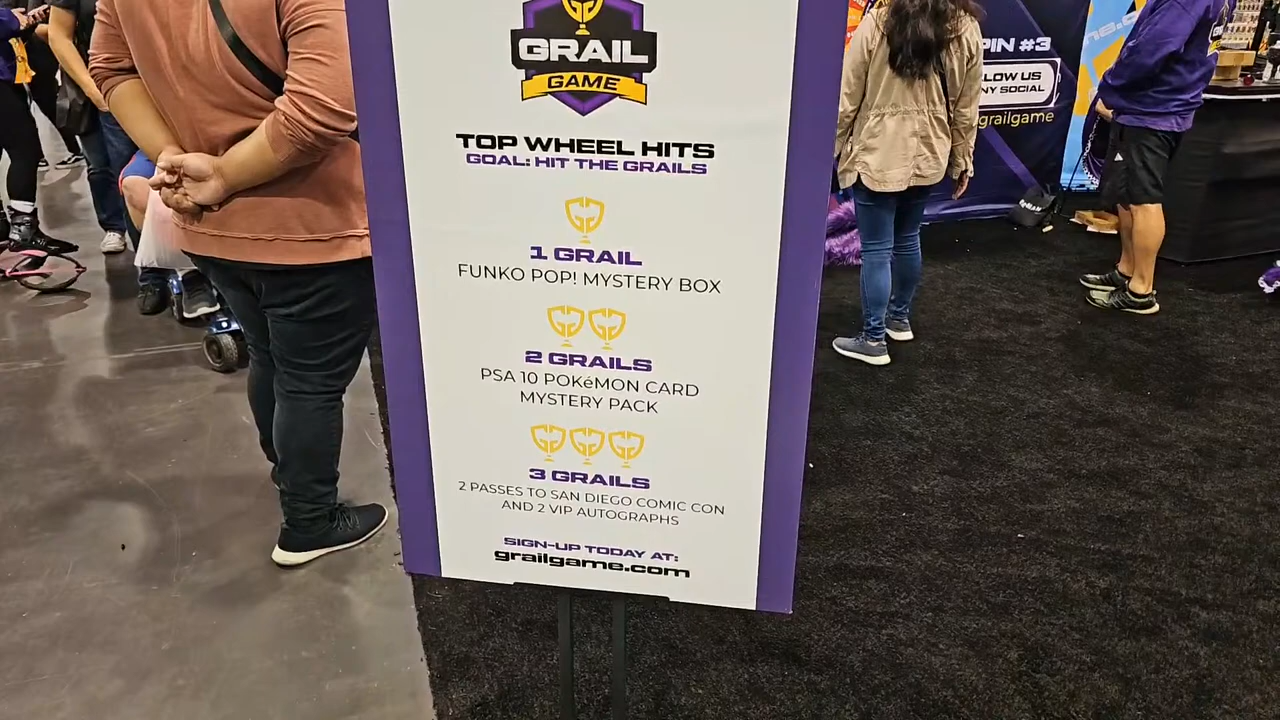 GRAIL
GAME
TOP WHEEL HITS
GOAL: HIT THE GRAILS
1 GRAIL
FUNKO POP! MYSTERY BOX
2 GRAILS
PSA 10 POKéMON CARD
MYSTERY PACK
3 GRAILS
2 PASSES TO SAN DIEGO COMIC CON
AND 2 VIP AUTOGRAPHS
SIGN-UP TODAY AT:
grailgame.com
PIN #3
LOW US
NY SOCIAL
grailgame